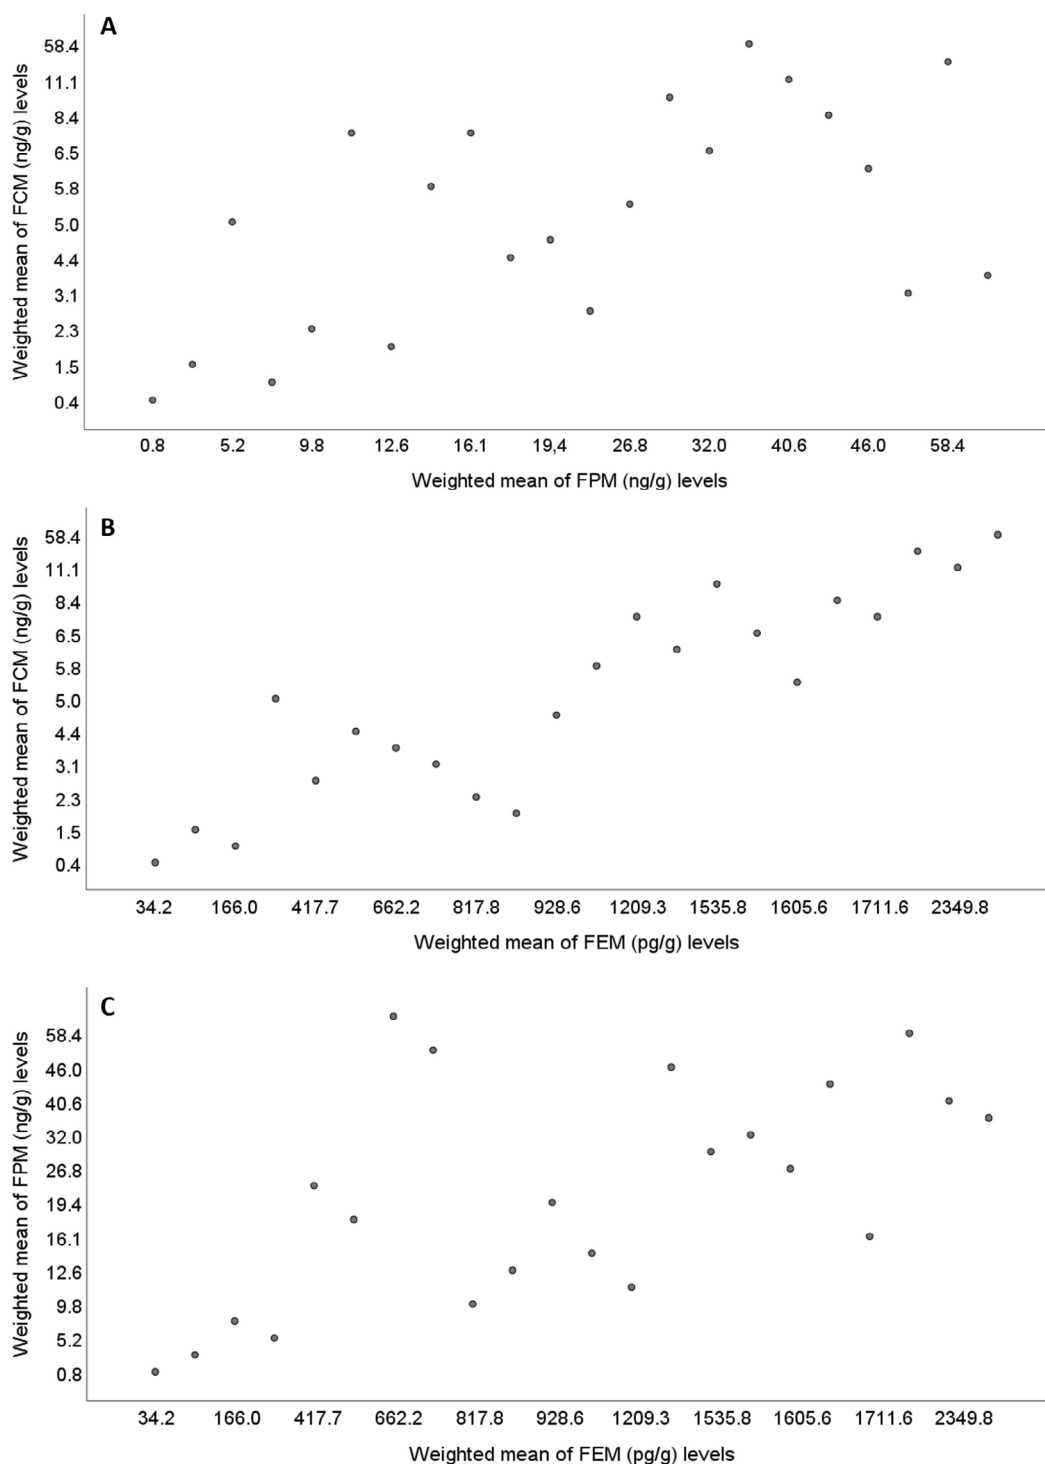 A
Weighted mean of FCM (ng/g) levels
58.4
11.1
8.4
6.5
5.8
5.0
4.4
3.1
2.3
1.5
0.4
0.8 5.2 9.8 12.6 16.1 19,4 26.8 32.0 40.6 46.0 58.4
Weighted mean of FPM (ng/g) levels
B
Weighted mean of FCM (ng/g) levels
58.4
11.1
8.4
6.5
5.8
5.0
4.4
3.1
2.3
1.5
0.4
34.2 166.0 417.7 662.2 817.8 928.6 1209.3 1535.8 1605.6 1711.6 2349.8
Weighted mean of FEM (pg/g) levels
C
Weighted mean of FPM (ng/g) levels
58.4
46.0
40.6
32.0
26.8
19.4
16.1
12.6
9.8
5.2
0.8
34.2 166.0 417.7 662.2 817.8 928.6 1209.3 1535.8 1605.6 1711.6 2349.8
Weighted mean of FEM (pg/g) levels